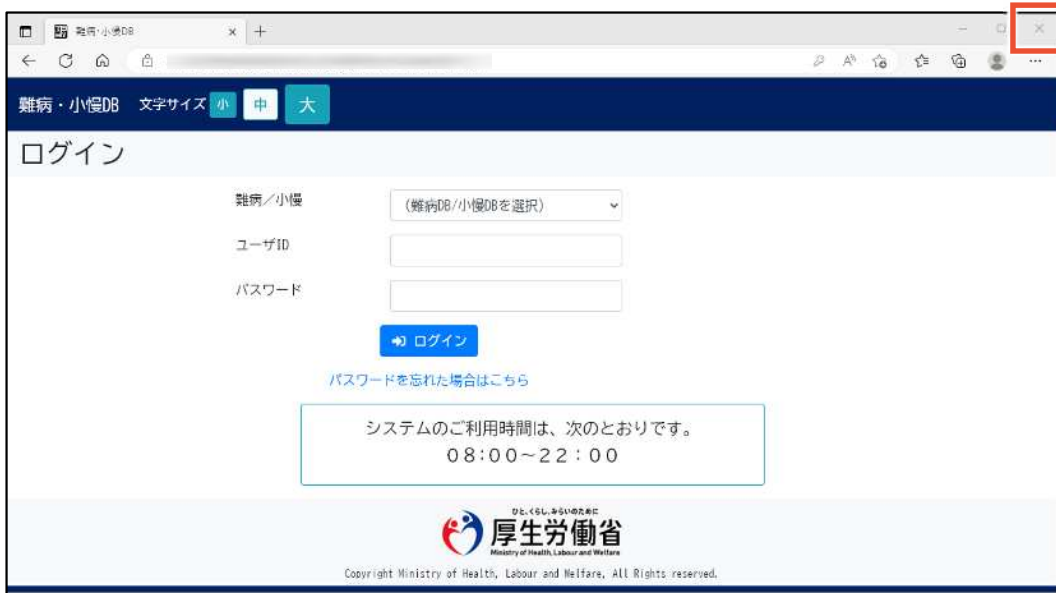 難病・小慢DB
難病・小慢DB 文字サイズ 小 中 大
ログイン
難病／小慢 (難病DB/小慢DBを選択)
ユーザID
パスワード
ログイン
パスワードを忘れた場合はこちら
システムのご利用時間は、次のとおりです。
08:00~22:00
ひと、くらし、みらいのために
厚生労働省
Ministry of Health, Labour and Welfare
Copyright Ministry of Health, Labour and Welfare, All Rights reserved.